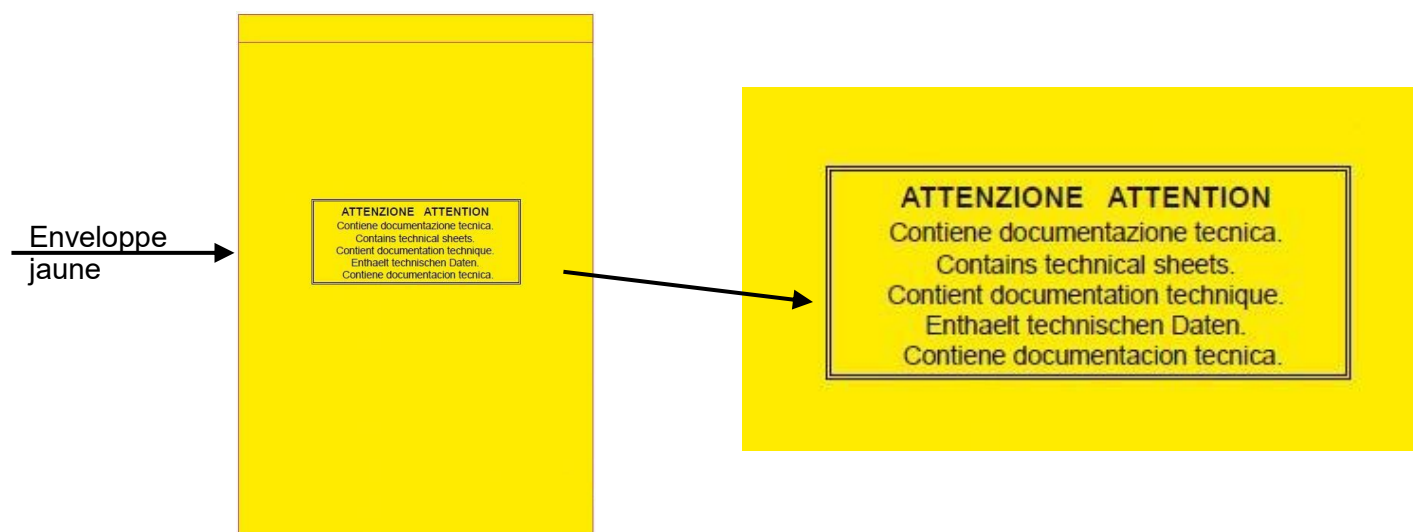 Enveloppe
jaune
ATTENZIONE ATTENTION
Contiene documentazione tecnica.
Contains technical sheets.
Contient documentation technique.
Enthaelt technischen Daten.
Contiene documentacion tecnica.
ATTENZIONE ATTENTION
Contiene documentazione tecnica.
Contains technical sheets.
Contient documentation technique.
Enthaelt technischen Daten.
Contiene documentacion tecnica.